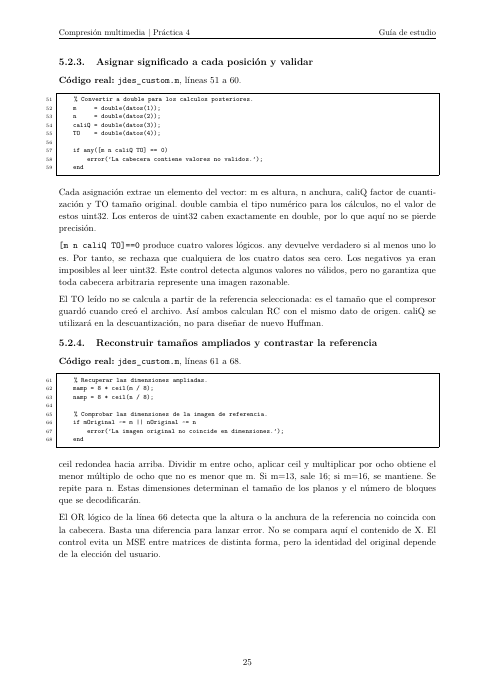 Compresión multimedia | Práctica 4 Guía de estudio
5.2.3. Asignar significado a cada posición y validar
Código real: jdes_custom.m, líneas 51 a 60.
51 % Convertir a double para los calculos posteriores.
52 m = double(datos(1));
53 n = double(datos(2));
54 caliQ = double(datos(3));
55 TO = double(datos(4));
56
57 if any([m n caliQ TO] == 0)
58 error('La cabecera contiene valores no validos.');
59 end
Cada asignación extrae un elemento del vector: m es altura, n anchura, caliQ factor de cuanti-
zación y TO tamaño original. double cambia el tipo numérico para los cálculos, no el valor de
estos uint32. Los enteros de uint32 caben exactamente en double, por lo que aquí no se pierde
precisión.
[m n caliQ TO]==0 produce cuatro valores lógicos. any devuelve verdadero si al menos uno lo
es. Por tanto, se rechaza que cualquiera de los cuatro datos sea cero. Los negativos ya eran
imposibles al leer uint32. Este control detecta algunos valores no válidos, pero no garantiza que
toda cabecera arbitraria represente una imagen razonable.
El TO leído no se calcula a partir de la referencia seleccionada: es el tamaño que el compresor
guardó cuando creó el archivo. Así ambos calculan RC con el mismo dato de origen. caliQ se
utilizará en la descuantización, no para diseñar de nuevo Huffman.
5.2.4. Reconstruir tamaños ampliados y contrastar la referencia
Código real: jdes_custom.m, líneas 61 a 68.
61 % Recuperar las dimensiones ampliadas.
62 mamp = 8 * ceil(m / 8);
63 namp = 8 * ceil(n / 8);
64
65 % Comprobar las dimensiones de la imagen de referencia.
66 if mOriginal ~= m || nOriginal ~= n
67 error('La imagen original no coincide en dimensiones.');
68 end
ceil redondea hacia arriba. Dividir m entre ocho, aplicar ceil y multiplicar por ocho obtiene el
menor múltiplo de ocho que no es menor que m. Si m=13, sale 16; si m=16, se mantiene. Se
repite para n. Estas dimensiones determinan el tamaño de los planos y el número de bloques
que se decodificarán.
El OR lógico de la línea 66 detecta que la altura o la anchura de la referencia no coincida con
la cabecera. Basta una diferencia para lanzar error. No se compara aquí el contenido de X. El
control evita un MSE entre matrices de distinta forma, pero la identidad del original depende
de la elección del usuario.
25